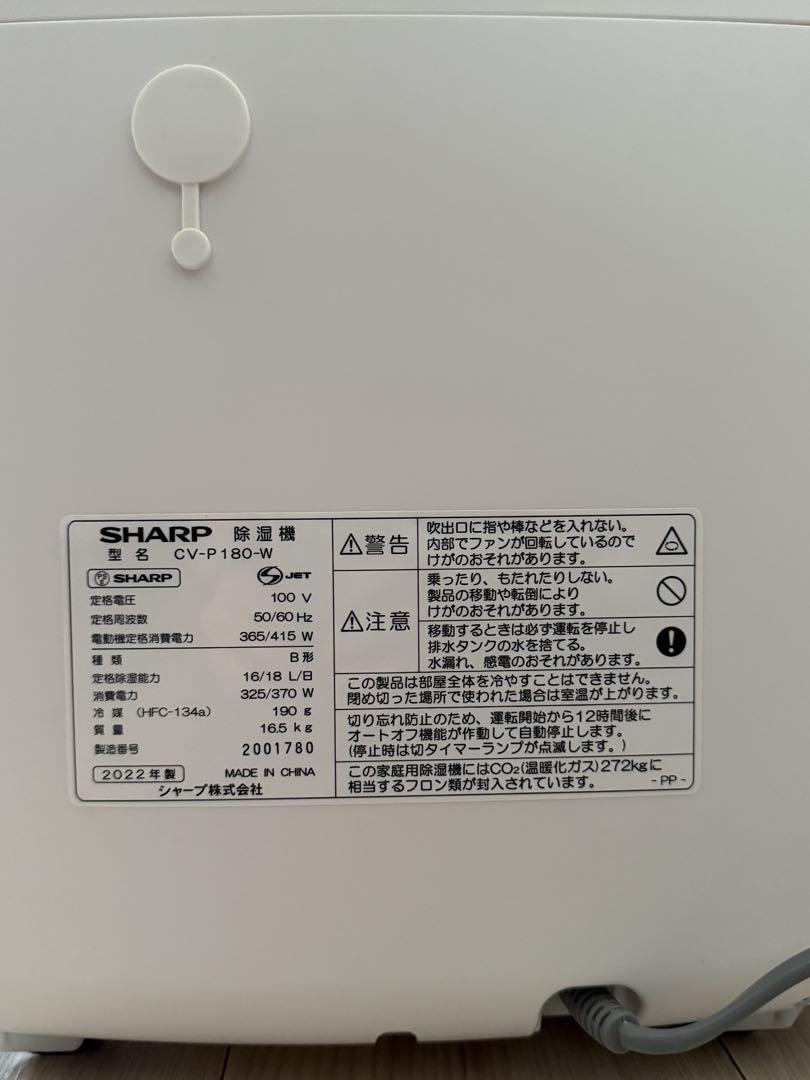 SHARP 除湿機
型名 CV-P180-W
PSE SHARP S JET
定格電圧 100 V
定格周波数 50/60 Hz
電動機定格消費電力 365/415 W
種類 B形
定格除湿能力 16/18 L/日
消費電力 325/370 W
冷媒 (HFC-134a) 190 g
質量 16.5 kg
製造番号 2001780
2022年製 MADE IN CHINA
シャープ株式会社
警告
吹出口に指や棒などを入れない。
内部でファンが回転しているので
けがのおそれがあります。
注意
乗ったり、もたれたりしない。
製品の移動や転倒により
けがのおそれがあります。
移動するときは必ず運転を停止し
排水タンクの水を捨てる。
水漏れ、感電のおそれあり。
この製品は部屋全体を冷やすことはできません。
閉め切った場所で使われた場合は室温が上がります。
切り忘れ防止のため、運転開始から12時間後に
オートオフ機能が作動して自動停止します。
(停止時は切タイマーランプが点滅します。)
この家庭用除湿機にはCO₂(温暖化ガス)272kgに
相当するフロン類が封入されています。 -PP-